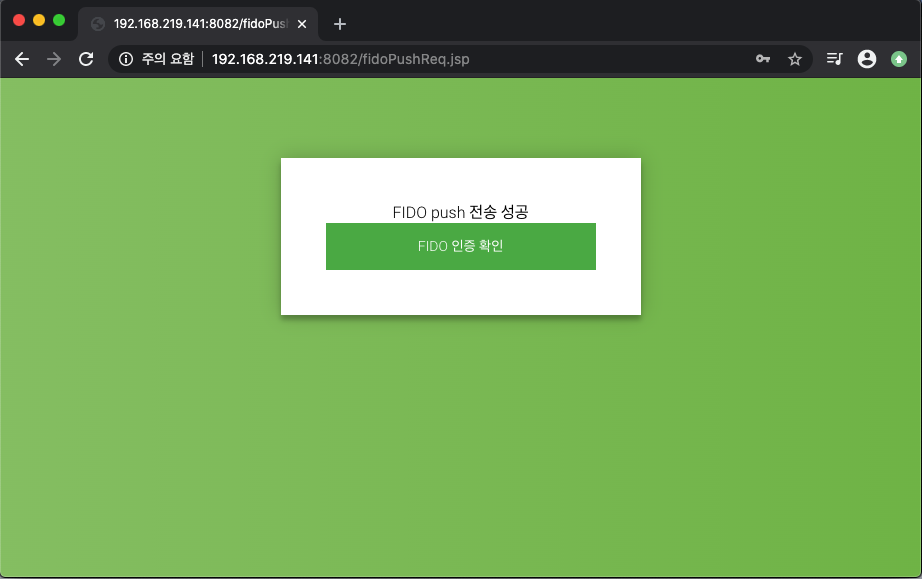 192.168.219.141:8082/fidoPus
주의 요함
192.168.219.141:8082/fidoPushReq.jsp
FIDO push 전송 성공
FIDO 인증 확인